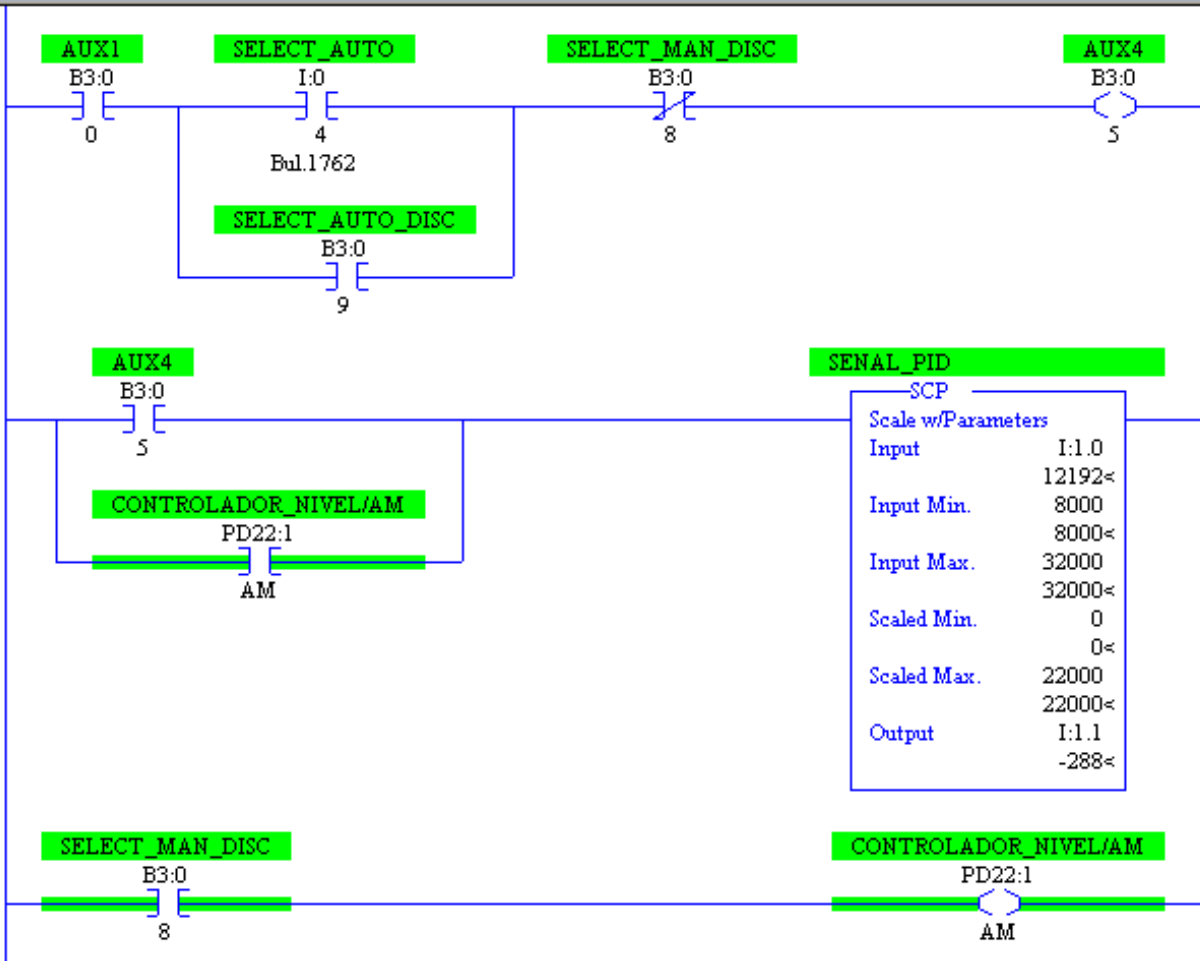 AUX1 SELECT_AUTO SELECT_MAN_DISC AUX4
B3:0 I:0 B3:0 B3:0
0 4 8 5
Bul.1762
SELECT_AUTO_DISC
B3:0
9
AUX4 SENAL_PID
B3:0 SCP
5 Scale w/Parameters
Input I:1.0
12192<
CONTROLADOR_NIVEL/AM Input Min. 8000
PD22:1 8000<
AM Input Max. 32000
32000<
Scaled Min. 0
0<
Scaled Max. 22000
22000<
Output I:1.1
-288<
SELECT_MAN_DISC CONTROLADOR_NIVEL/AM
B3:0 PD22:1
8 AM